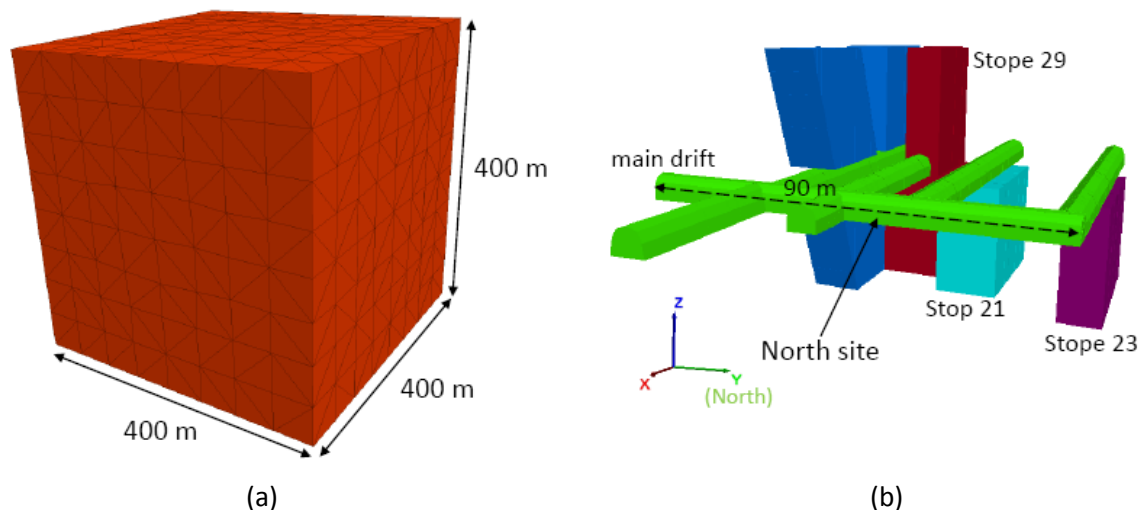 400 m
400 m
400 m
(a)
Stope 29
main drift
90 m
Stop 21
Stope 23
North site
Z
X
Y
(North)
(b)